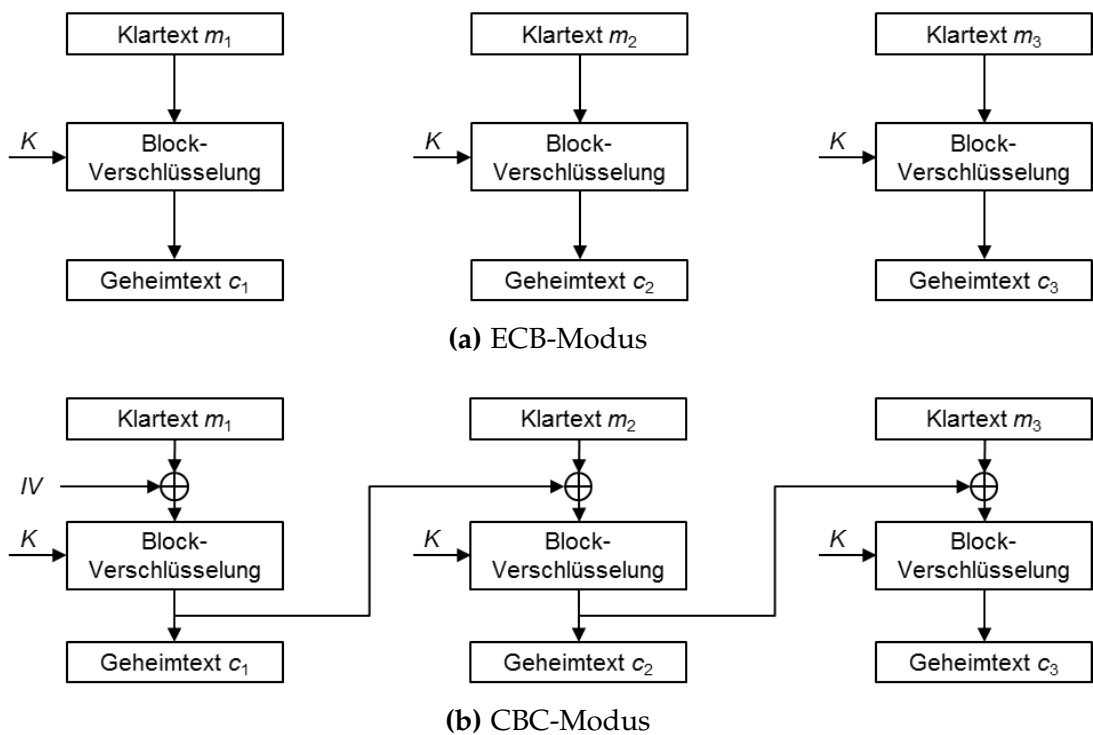 Klartext m₁ Klartext m₂ Klartext m₃
K Block- K Block- K Block-
Verschlüsselung Verschlüsselung Verschlüsselung
Geheimtext c₁ Geheimtext c₂ Geheimtext c₃
(a) ECB-Modus
Klartext m₁ Klartext m₂ Klartext m₃
IV
K Block- K Block- K Block-
Verschlüsselung Verschlüsselung Verschlüsselung
Geheimtext c₁ Geheimtext c₂ Geheimtext c₃
(b) CBC-Modus